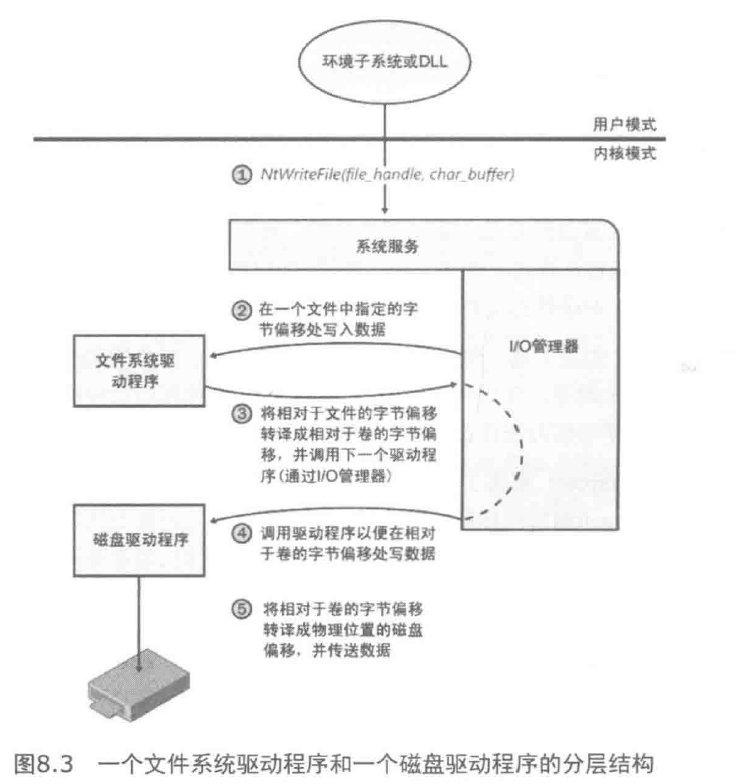 环境子系统或DLL
用户模式
内核模式
① NtWriteFile(file_handle, char_buffer)
系统服务
② 在一个文件中指定的字
节偏移处写入数据
I/O管理器
文件系统驱
动程序
③ 将相对于文件的字节偏移
转译成相对于卷的字节偏
移，并调用下一个驱动程
序(通过I/O管理器)
磁盘驱动程序
④ 调用驱动程序以便在相对
于卷的字节偏移处写数据
⑤ 将相对于卷的字节偏移
转译成物理位置的磁盘
偏移，并传送数据
图8.3 一个文件系统驱动程序和一个磁盘驱动程序的分层结构